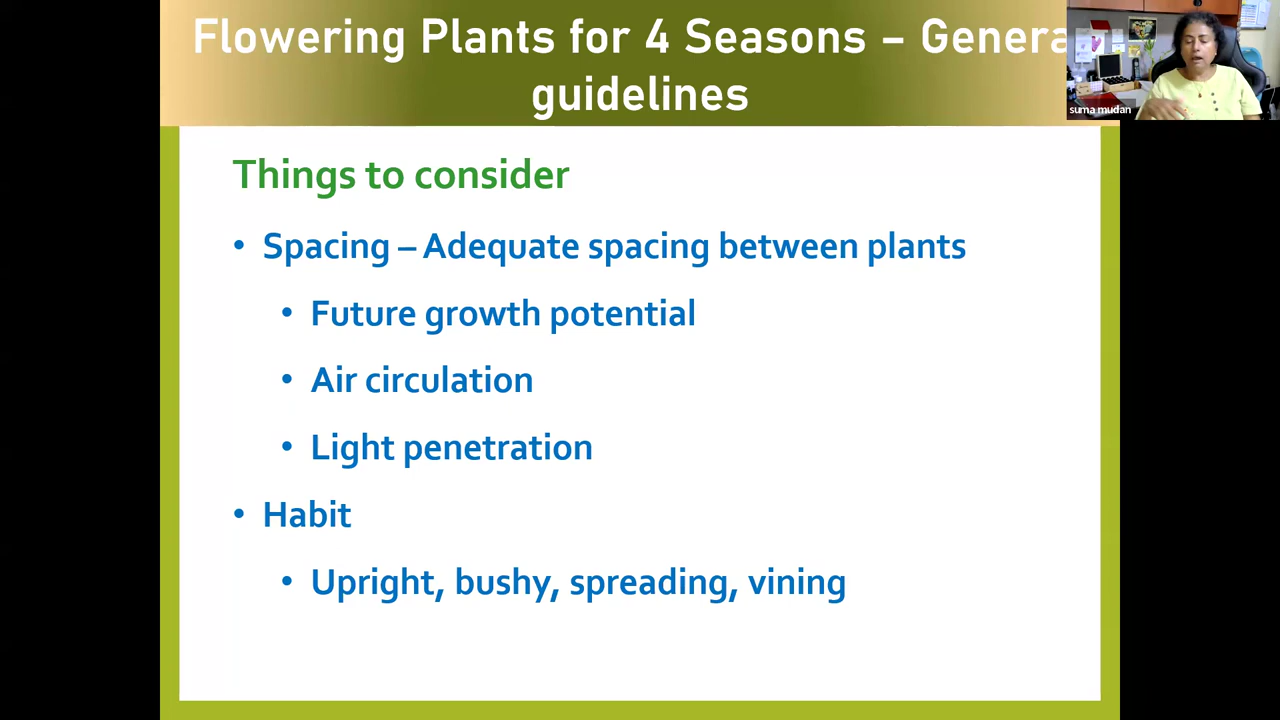 Flowering Plants for 4 Seasons – Genera
guidelines
suma mudan
Things to consider
• Spacing – Adequate spacing between plants
• Future growth potential
• Air circulation
• Light penetration
• Habit
• Upright, bushy, spreading, vining